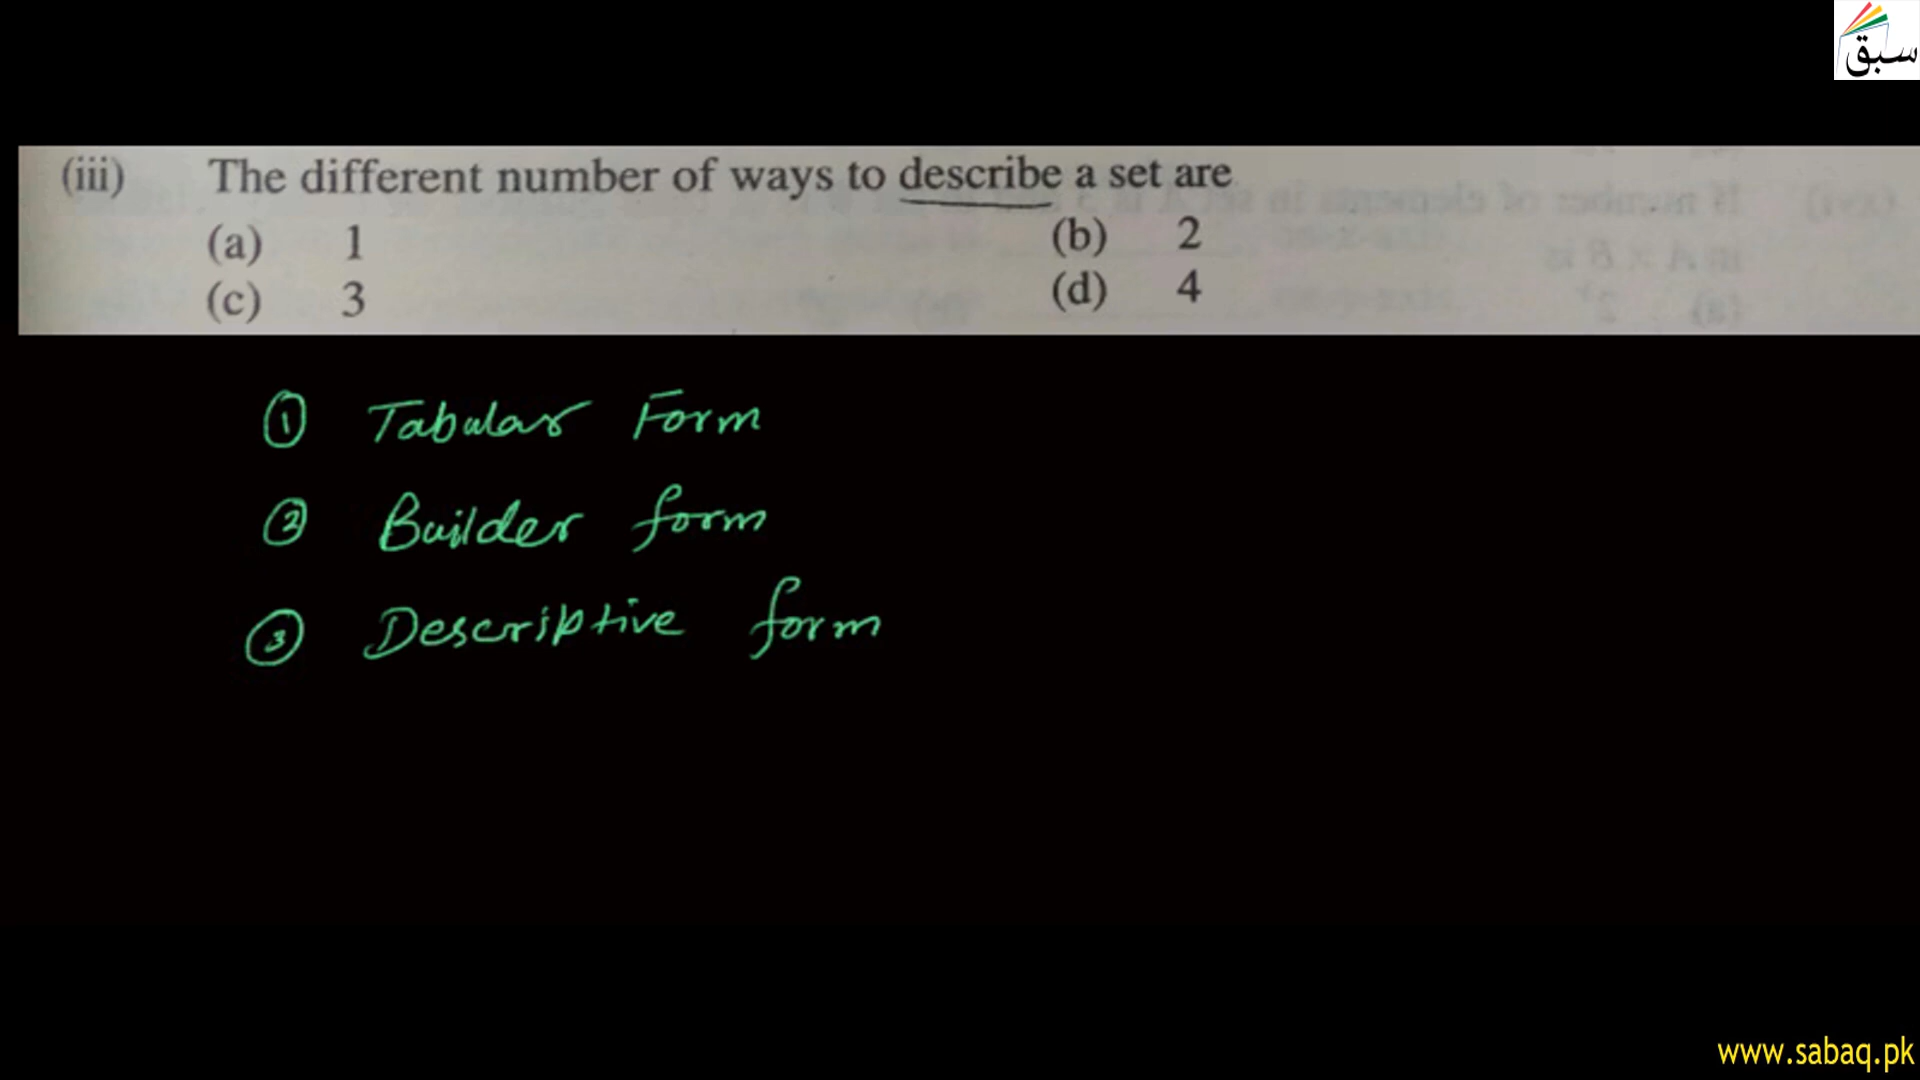 سبق
(iii) The different number of ways to describe a set are
(a) 1 (b) 2
(c) 3 (d) 4
① Tabular Form
② Builder form
③ Descriptive form
www.sabaq.pk